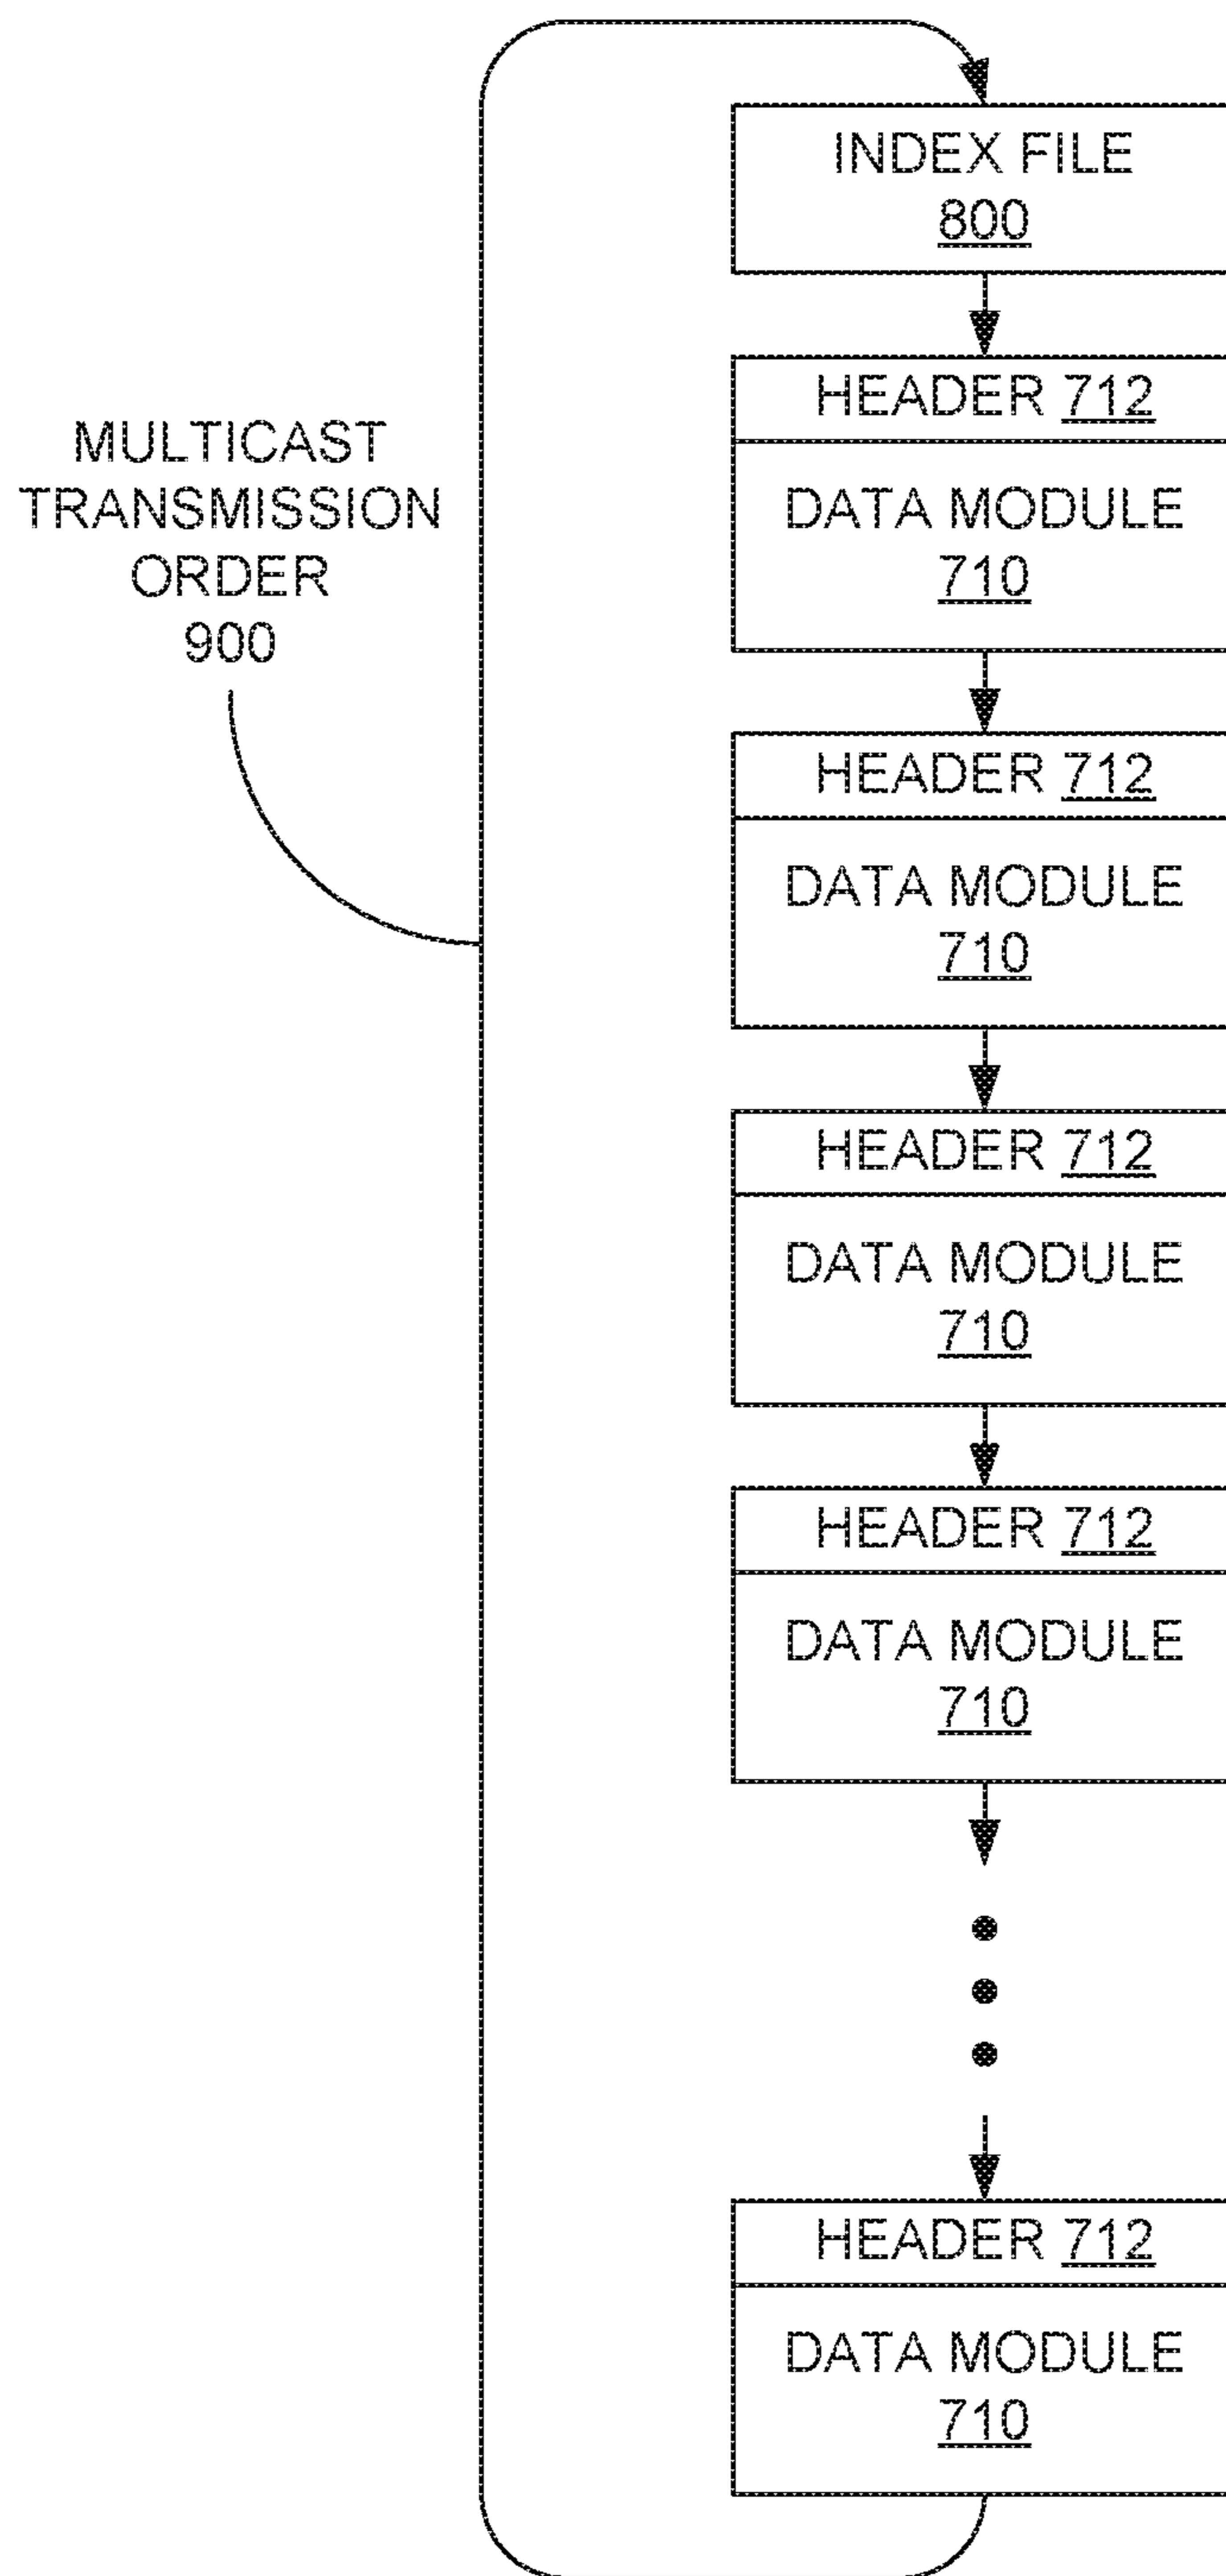 INDEX FILE
800
HEADER 712
DATA MODULE
710
MULTICAST
TRANSMISSION
ORDER
900
HEADER 712
DATA MODULE
710
HEADER 712
DATA MODULE
710
HEADER 712
DATA MODULE
710
HEADER 712
DATA MODULE
710